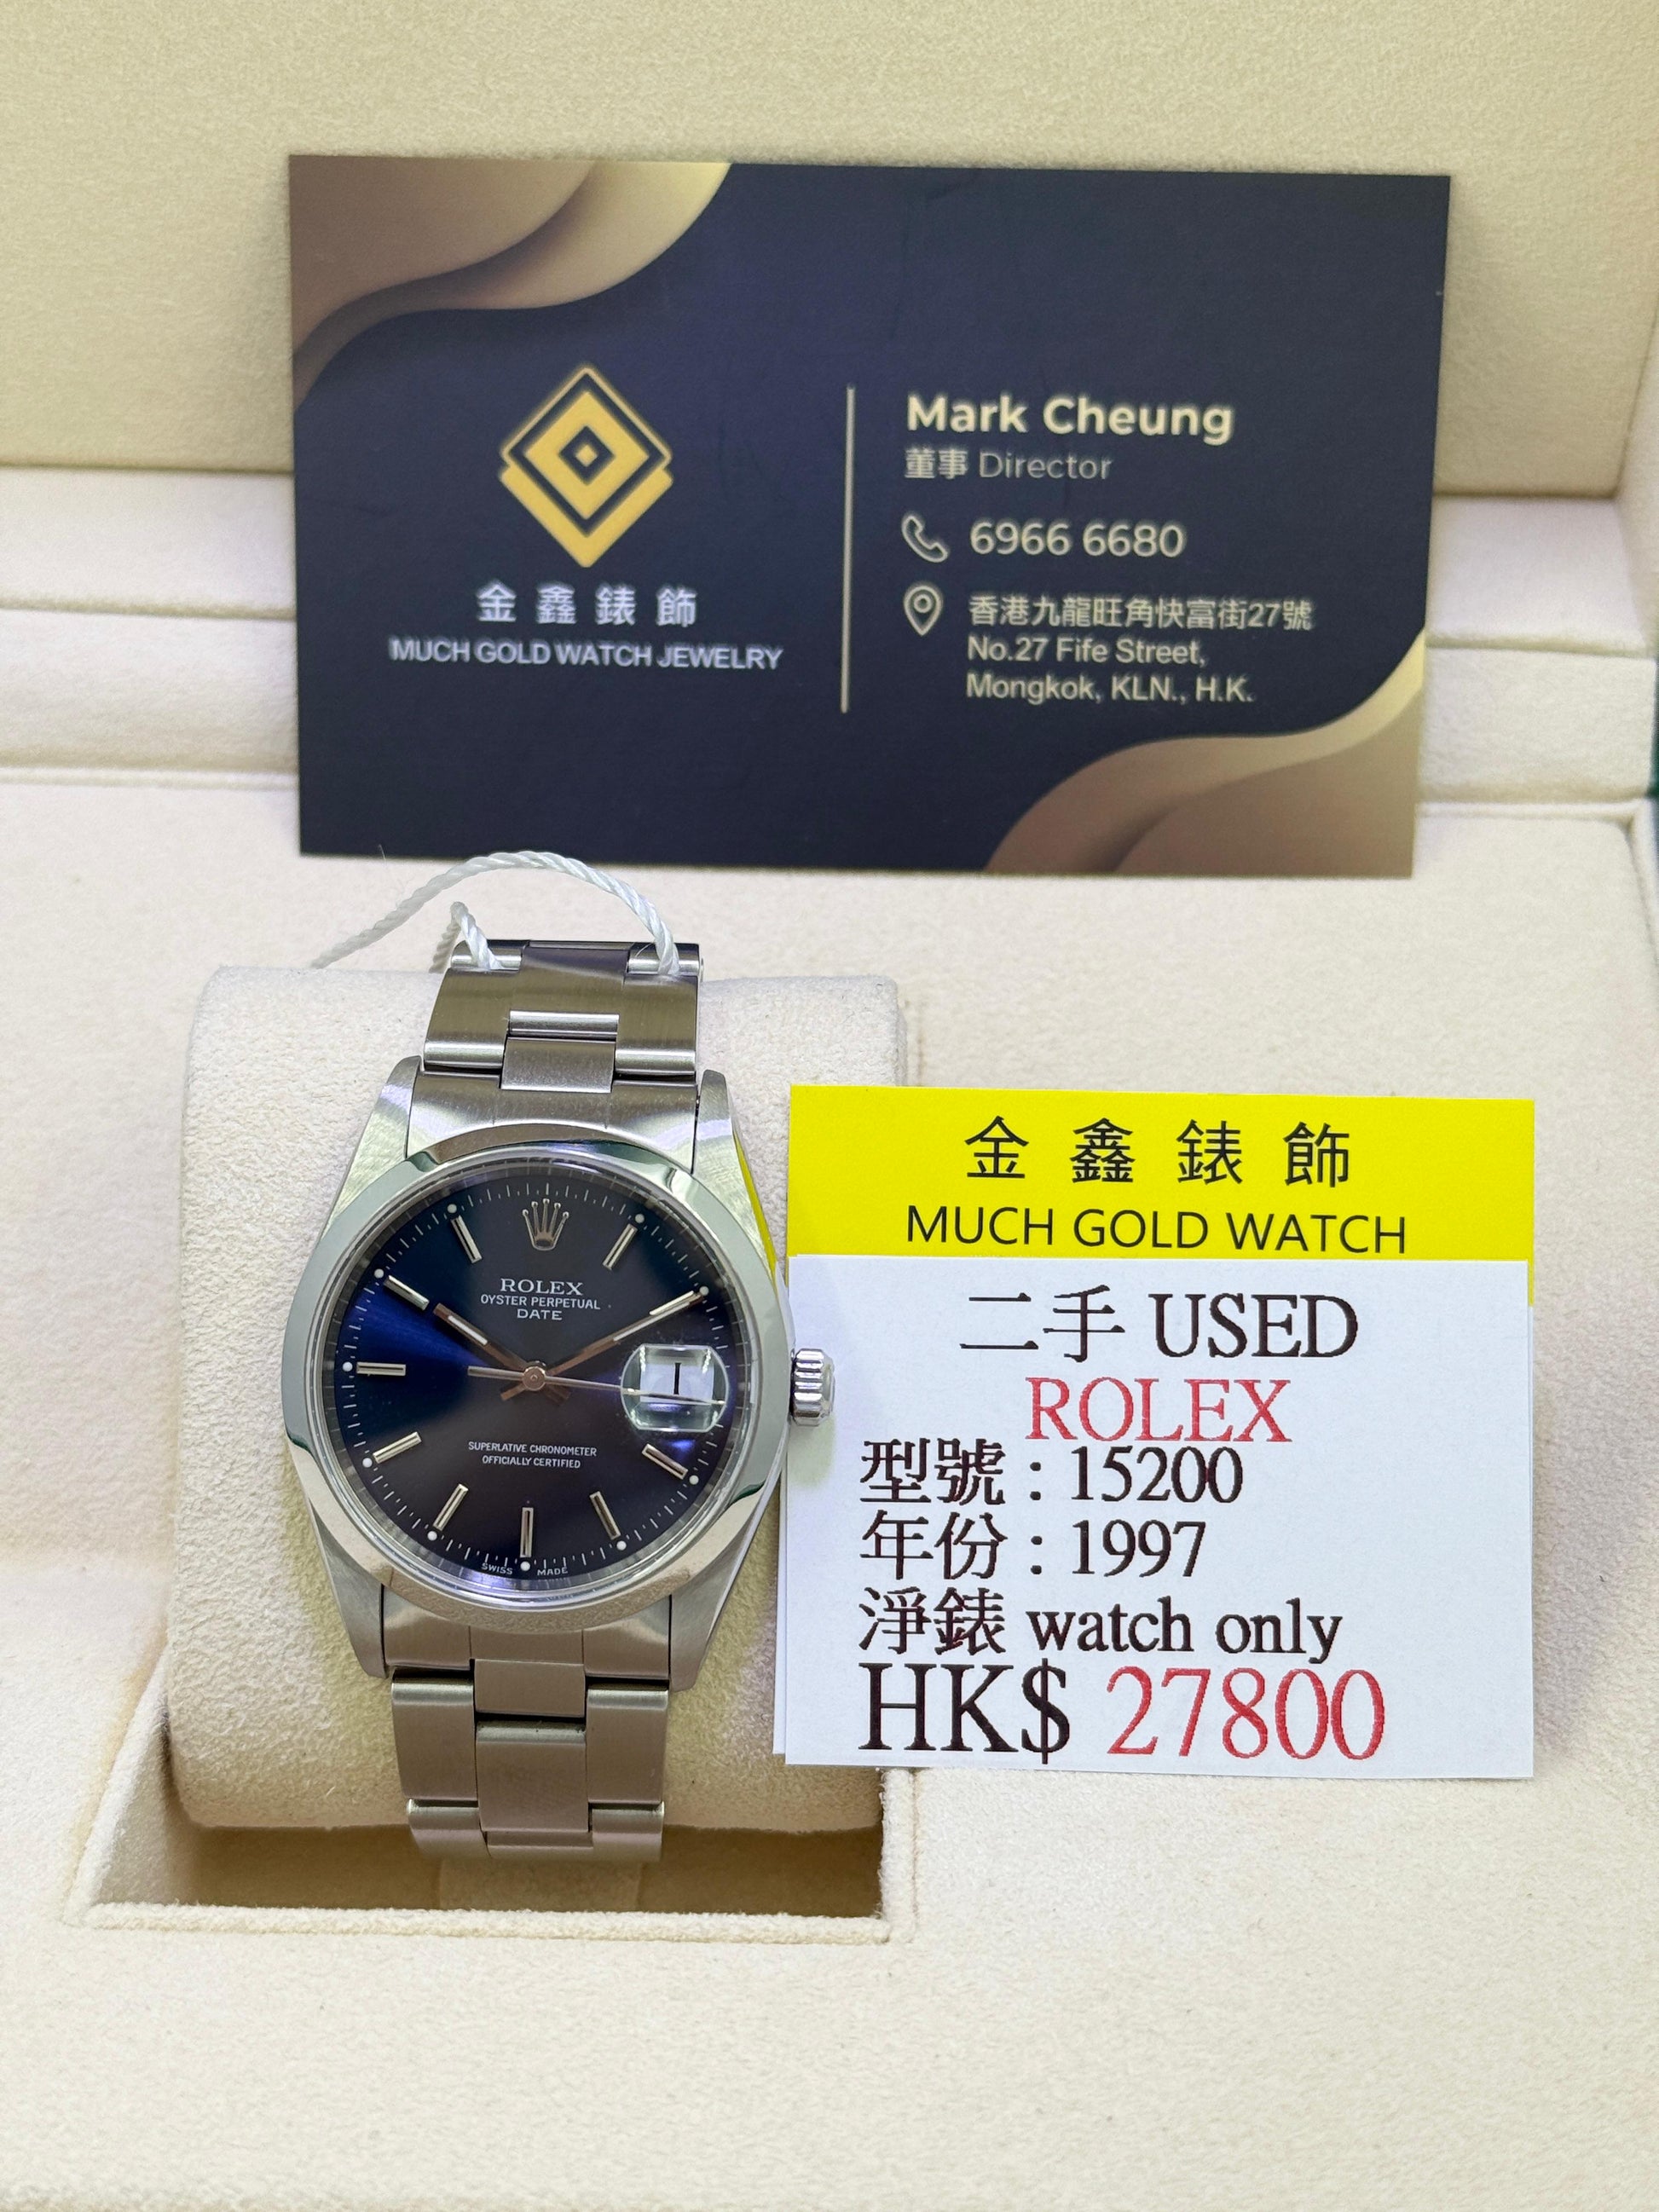 金鑫錶飾
MUCH GOLD WATCH JEWELRY
Mark Cheung
董事 Director
6966 6680
香港九龍旺角快富街27號
No.27 Fife Street,
Mongkok, KLN., H.K.
ROLEX
OYSTER PERPETUAL
DATE
1
SUPERLATIVE CHRONOMETER
OFFICIALLY CERTIFIED
SWISS MADE
金鑫錶飾
MUCH GOLD WATCH
二手 USED
ROLEX
型號 : 15200
年份 : 1997
淨錶 watch only
HK$ 27800